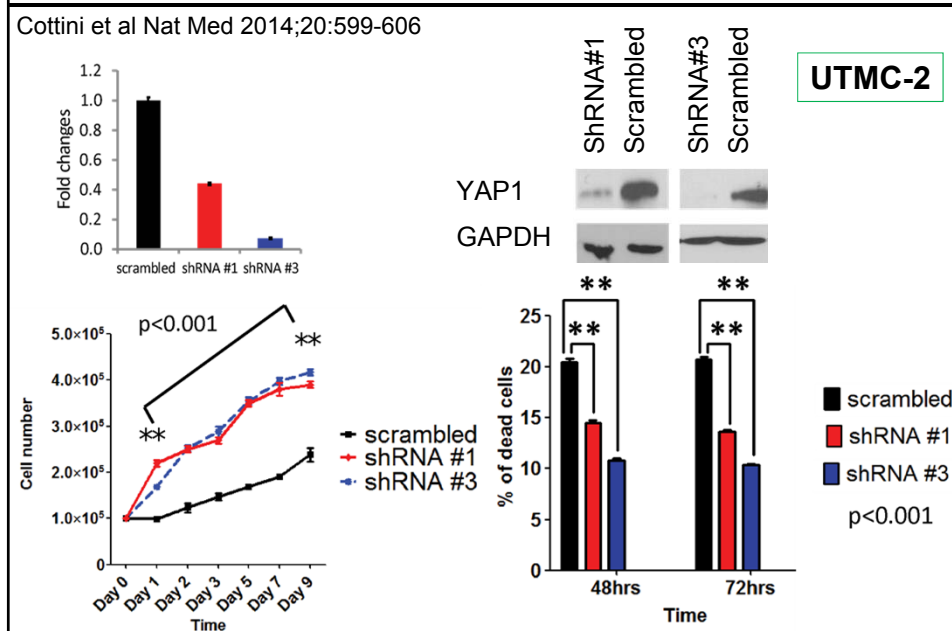 Cottini et al Nat Med 2014;20:599-606
UTMC-2
Fold changes
1.2
1.0
0.8
0.6
0.4
0.2
0.0
scrambled shRNA #1 shRNA #3
ShRNA#1
Scrambled
ShRNA#3
Scrambled
YAP1
GAPDH
Cell number
5.0×10⁵
4.0×10⁵
3.0×10⁵
2.0×10⁵
1.0×10⁵
0
p<0.001
**
**
Day 0 Day 1 Day 2 Day 3 Day 5 Day 7 Day 9
Time
scrambled
shRNA #1
shRNA #3
% of dead cells
25
20
15
10
5
0
** **
** **
48hrs 72hrs
Time
scrambled
shRNA #1
shRNA #3
p<0.001